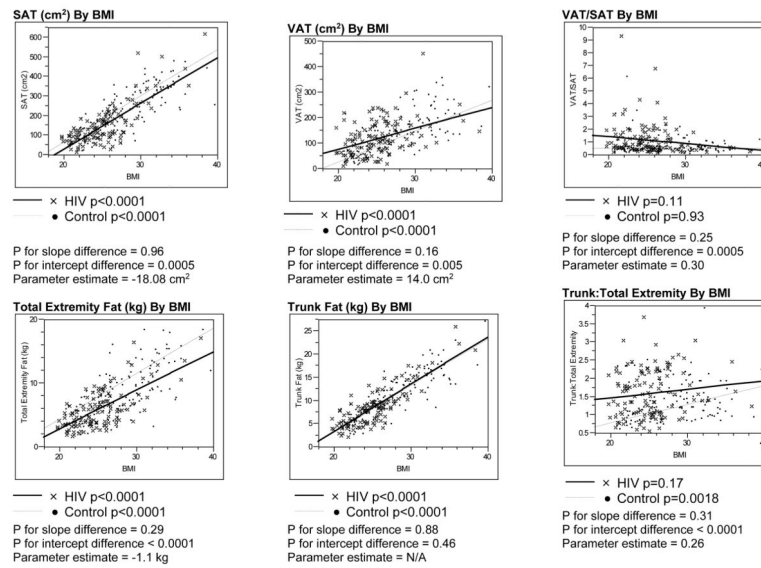 SAT (cm²) By BMI
600
500
400
300
200
100
0
SAT (cm2)
20
30
40
BMI
× HIV p<0.0001
● Control p<0.0001
P for slope difference = 0.96
P for intercept difference = 0.0005
Parameter estimate = -18.08 cm²
VAT (cm²) By BMI
500
400
300
200
100
0
VAT (cm2)
20
30
40
BMI
× HIV p<0.0001
● Control p<0.0001
P for slope difference = 0.16
P for intercept difference = 0.005
Parameter estimate = 14.0 cm²
VAT/SAT By BMI
10
9
8
7
6
5
4
3
2
1
0
VAT/SAT
20
30
40
BMI
× HIV p=0.11
● Control p=0.93
P for slope difference = 0.25
P for intercept difference = 0.0005
Parameter estimate = 0.30
Total Extremity Fat (kg) By BMI
20
10
0
Total Extremity Fat (kg)
20
30
40
BMI
× HIV p<0.0001
● Control p<0.0001
P for slope difference = 0.29
P for intercept difference < 0.0001
Parameter estimate = -1.1 kg
Trunk Fat (kg) By BMI
25
20
15
10
5
0
Trunk Fat (kg)
20
30
40
BMI
× HIV p<0.0001
● Control p<0.0001
P for slope difference = 0.88
P for intercept difference = 0.46
Parameter estimate = N/A
Trunk:Total Extremity By BMI
4
3.5
3
2.5
2
1.5
1
0.5
Trunk:Total Extremity
20
30
40
BMI
× HIV p=0.17
● Control p=0.0018
P for slope difference = 0.31
P for intercept difference < 0.0001
Parameter estimate = 0.26